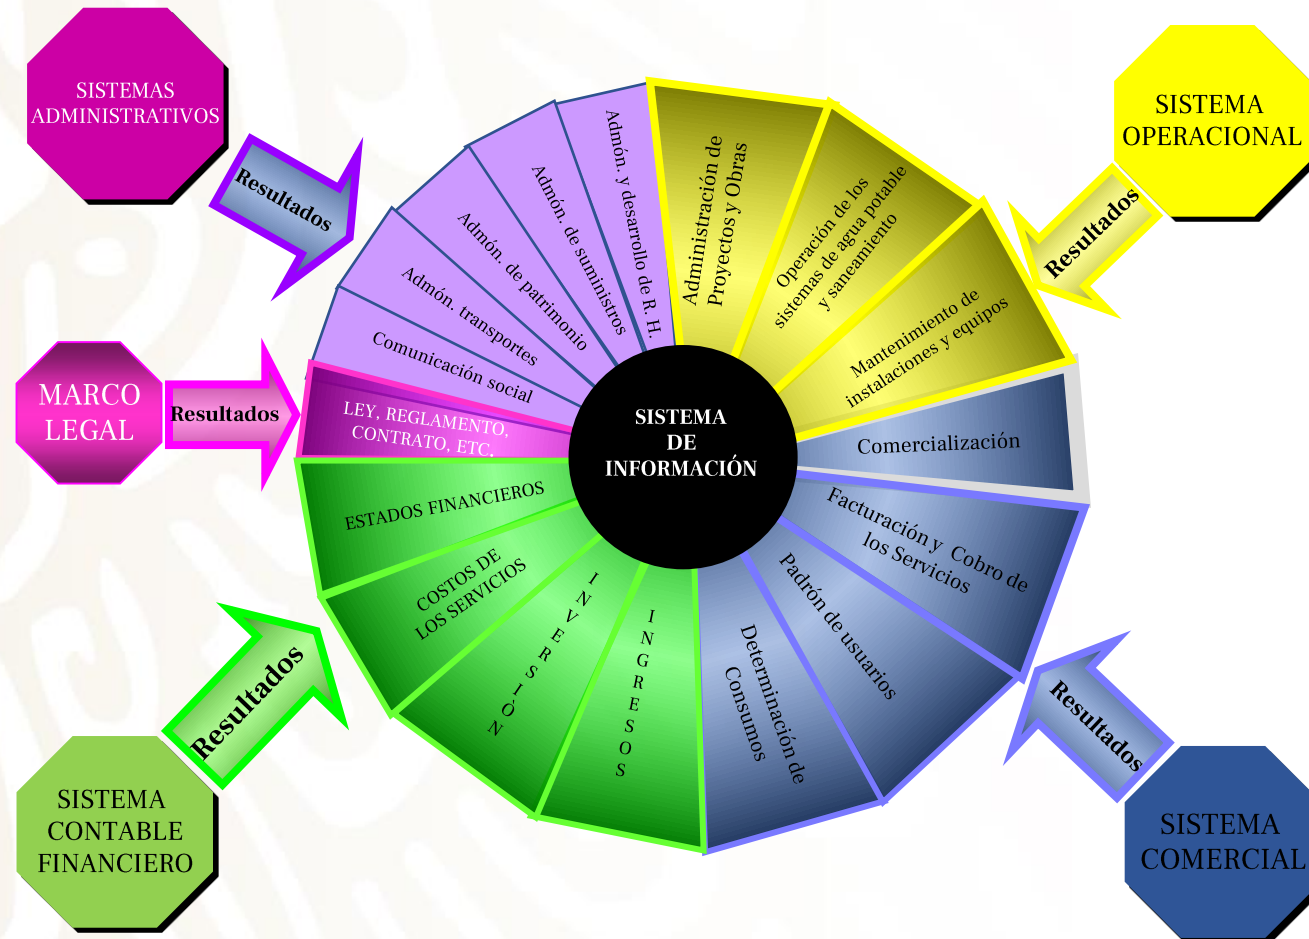 SISTEMAS
ADMINISTRATIVOS
Resultados
MARCO
LEGAL
Resultados
SISTEMA
CONTABLE
FINANCIERO
Resultados
SISTEMA
OPERACIONAL
Resultados
SISTEMA
COMERCIAL
Resultados
SISTEMA
DE
INFORMACIÓN
Admón. y desarrollo de R. H.
Admón. de suministros
Admón. de patrimonio
Admón. transportes
Comunicación social
LEY, REGLAMENTO,
CONTRATO, ETC.
ESTADOS FINANCIEROS
COSTOS DE
LOS SERVICIOS
INVERSIÓN
INGRESOS
Determinación de
Consumos
Padrón de usuarios
Facturación y Cobro de
los Servicios
Comercialización
Mantenimiento de
instalaciones y equipos
Operación de los
sistemas de agua potable
y saneamiento
Administración de
Proyectos y Obras